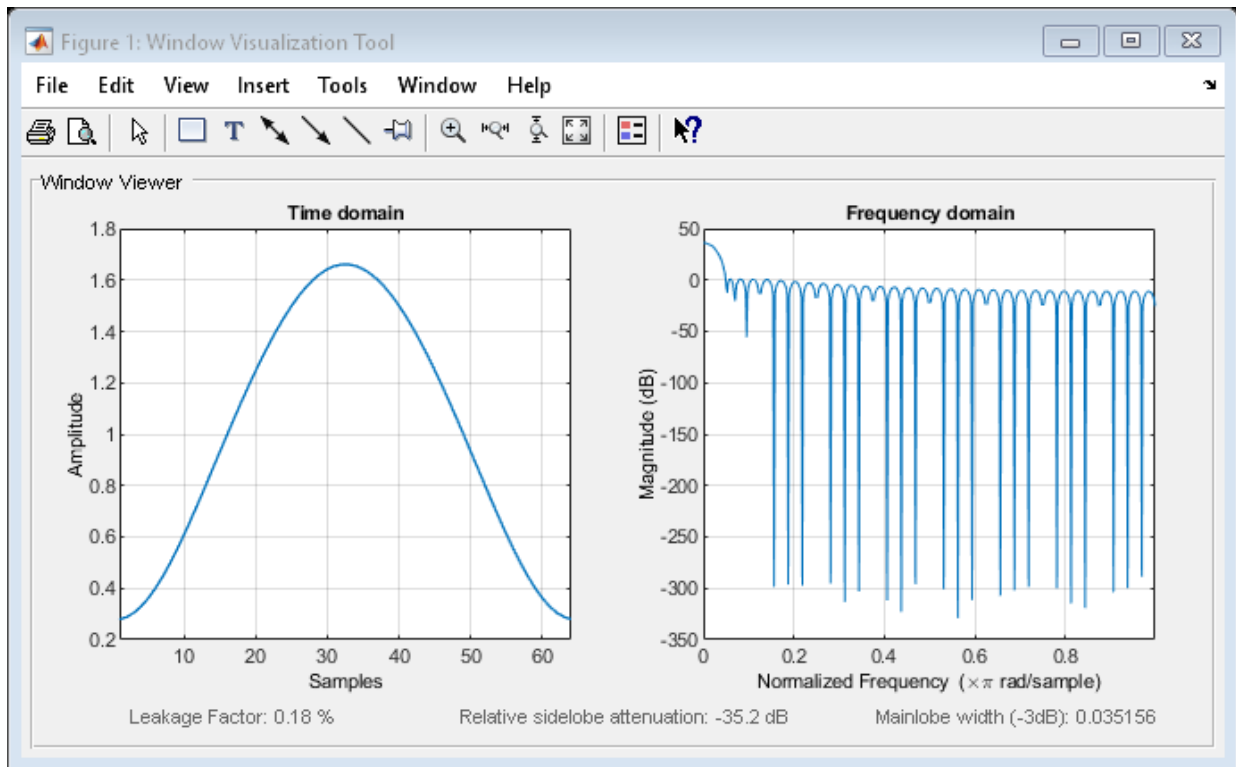 Figure 1: Window Visualization Tool
File Edit View Insert Tools Window Help
T
?
Window Viewer
Time domain
1.8
1.6
1.4
1.2
1
0.8
0.6
0.4
0.2
Amplitude
10 20 30 40 50 60
Samples
Frequency domain
50
0
-50
-100
-150
-200
-250
-300
-350
Magnitude (dB)
0 0.2 0.4 0.6 0.8
Normalized Frequency (×π rad/sample)
Leakage Factor: 0.18 % Relative sidelobe attenuation: -35.2 dB Mainlobe width (-3dB): 0.035156